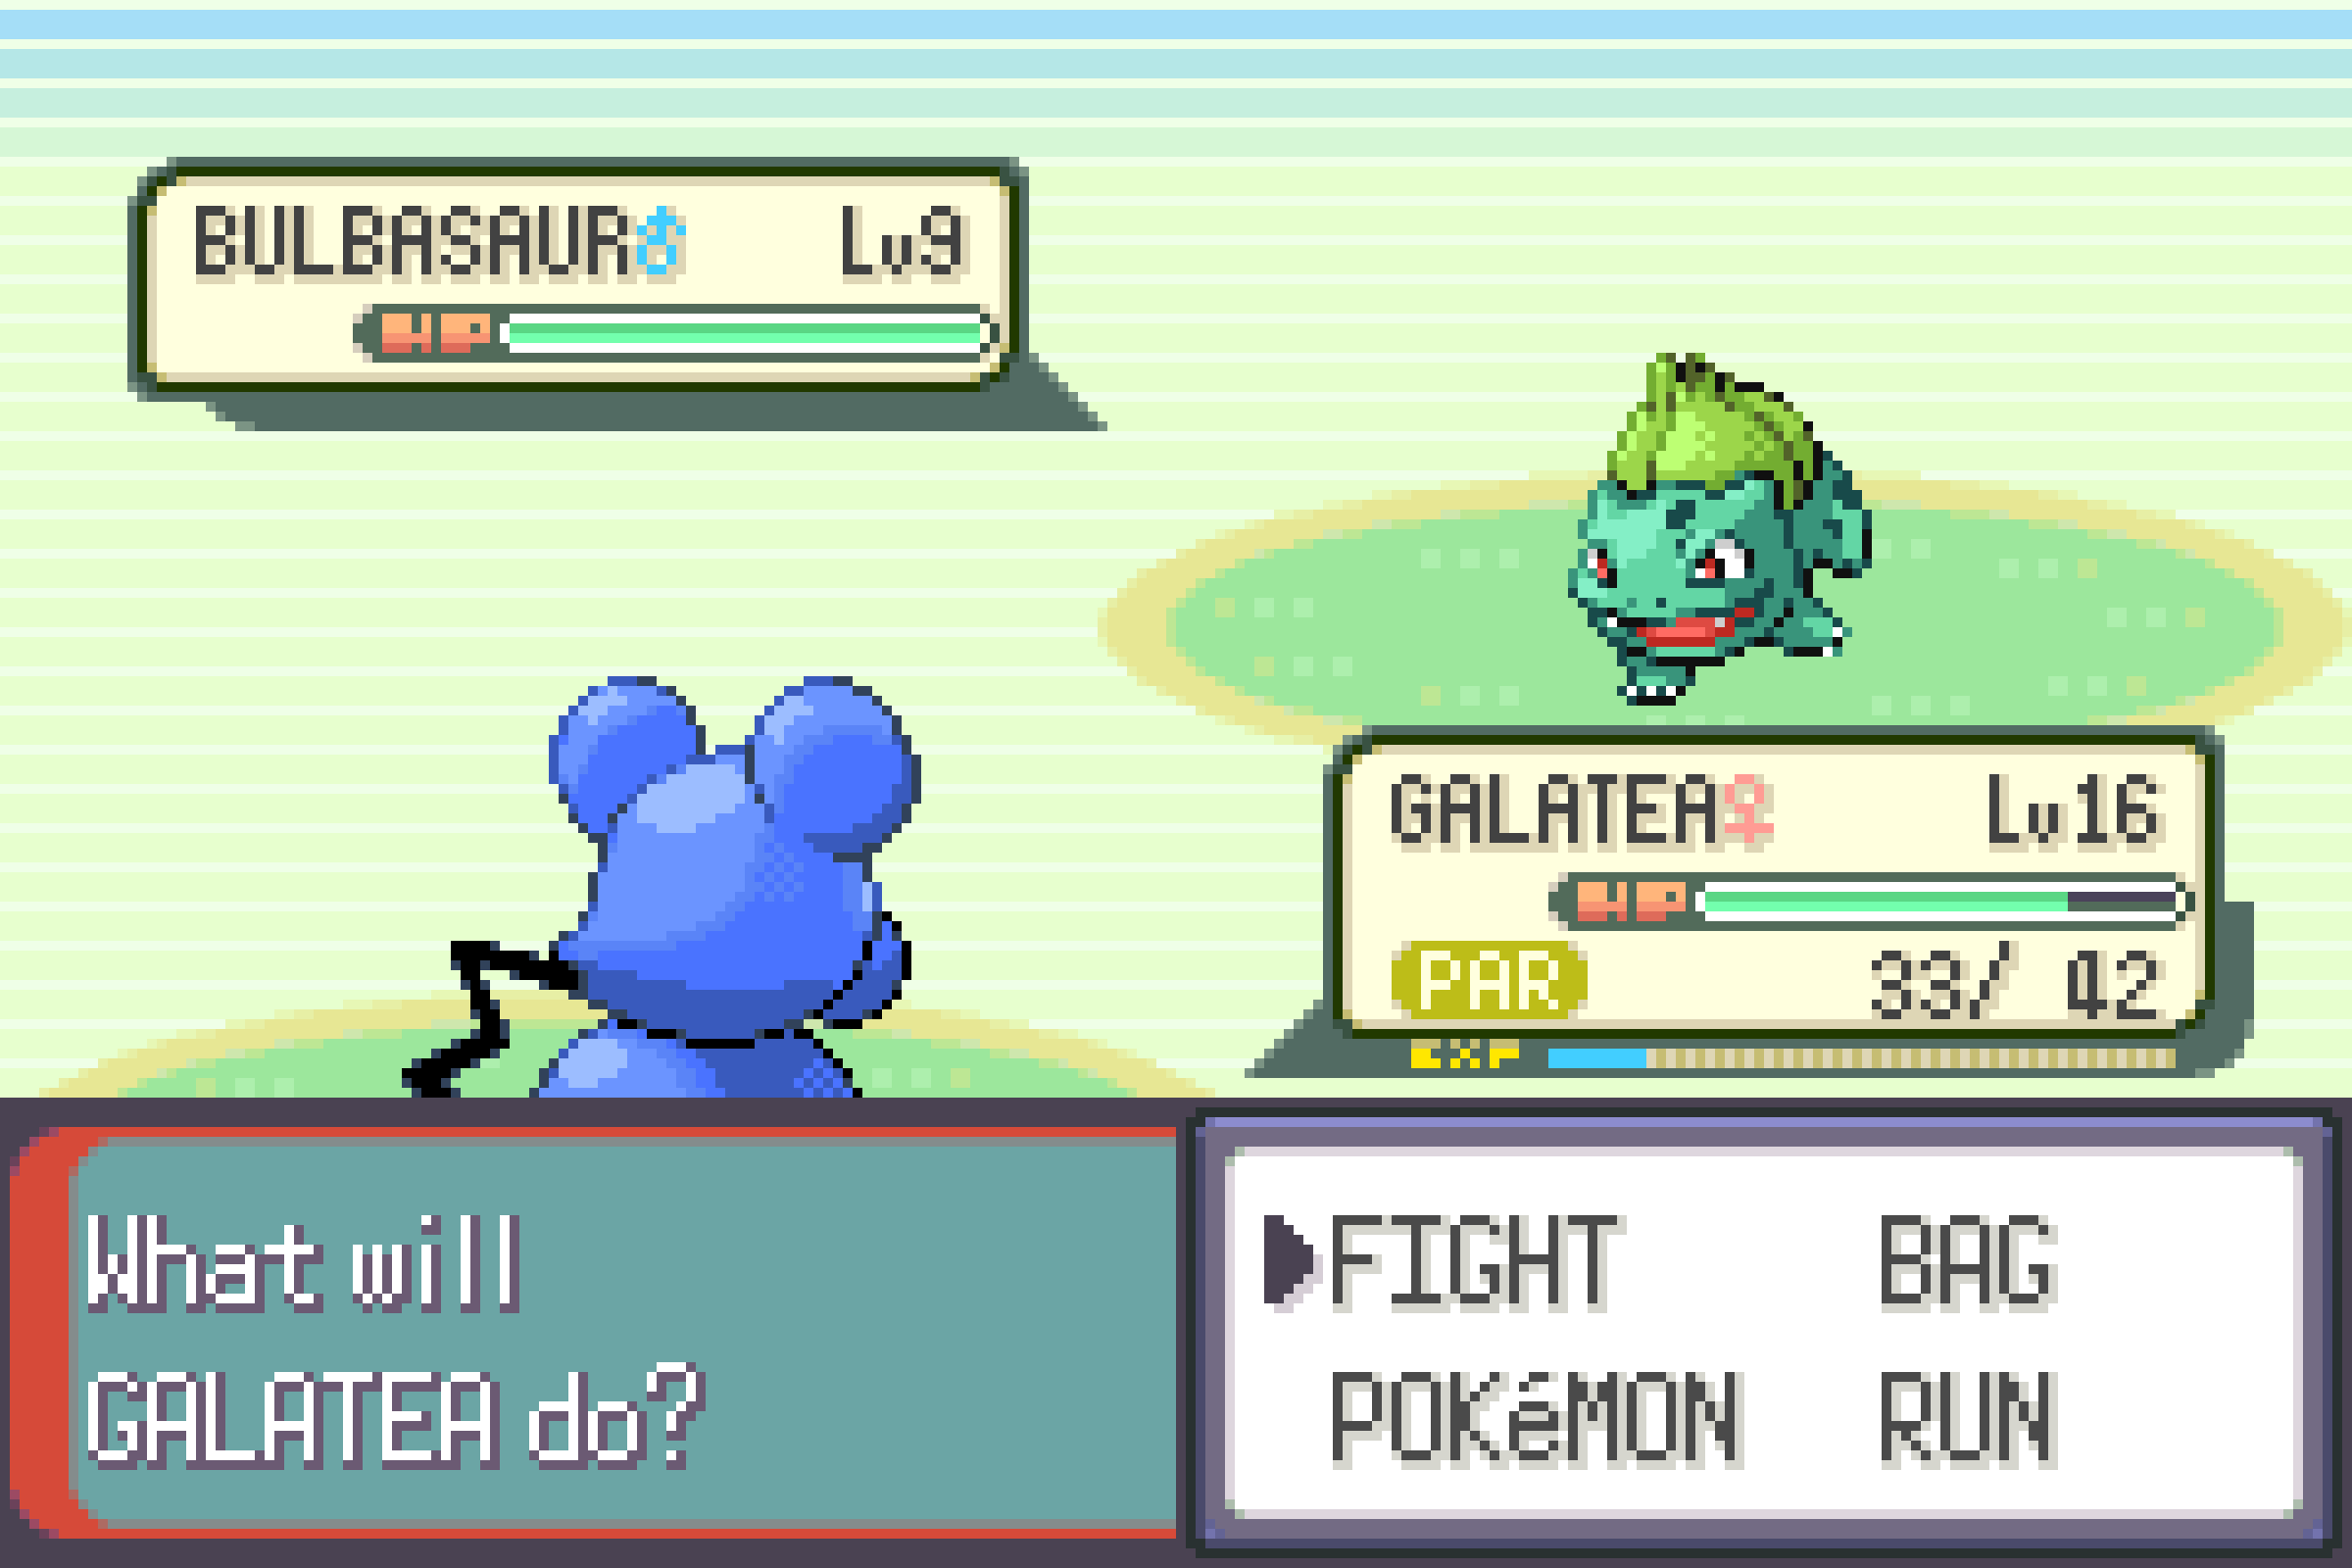 BULBASAUR♂ Lv9
HP
GALATEA♀ Lv16
HP
PAR 33/ 42
EXP
What will
GALATEA do?
FIGHT BAG
POKéMON RUN